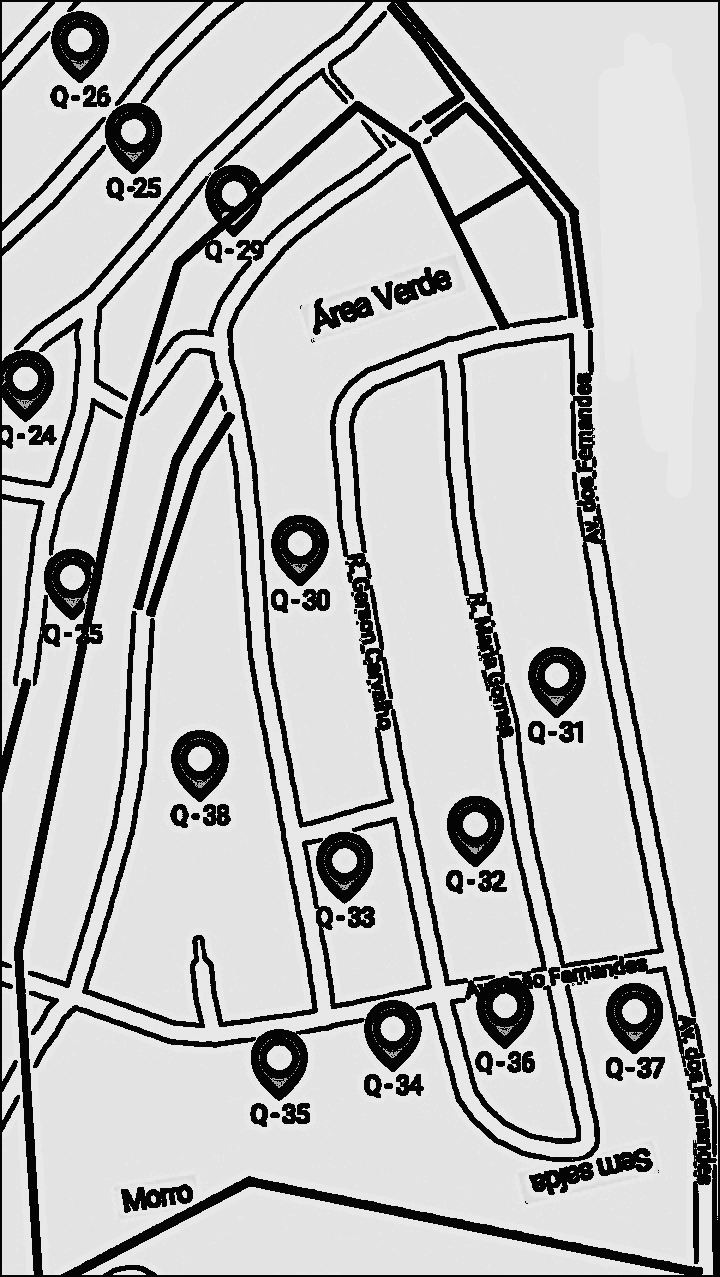 Q-26
Q-25
Q-29
Área Verde
Q-24
Av. dos Fernandes
Q-30
R. Gerson Carvalho
R. Maria Gomes
Q-25
Q-31
Q-38
Q-32
Q-33
Fernandes
Q-36
Q-37
Q-34
Q-35
Av. dos Fernandes
Sem saída
Morro